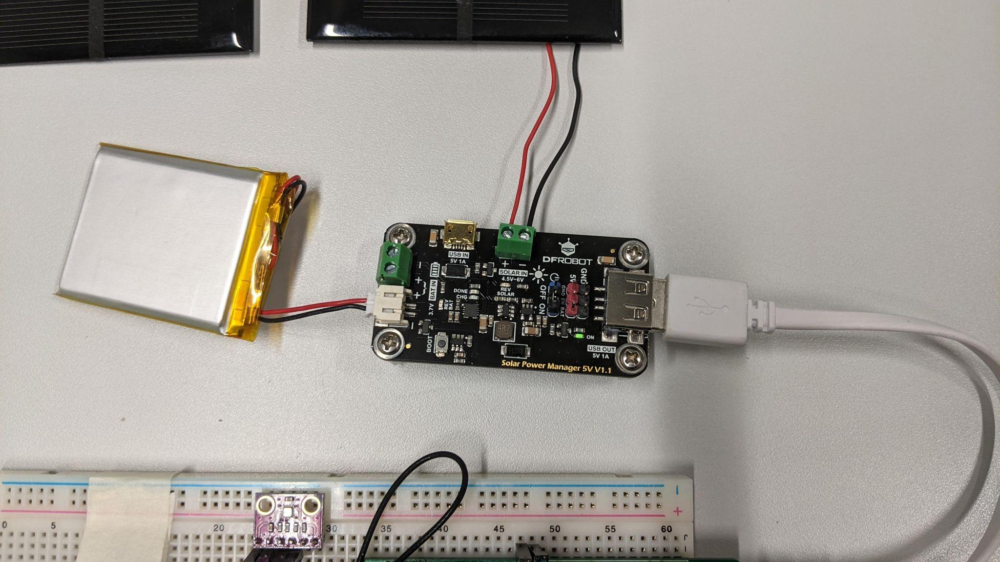 USB IN
5V 1A
+ -
SOLAR IN
4.5V~6V
DFROBOT
GND
5V
OFF ON
GND EN BAT
- +
+ -
BAT IN
3.7V
REV
BAT
DONE
CHG
REV
SOLAR
4R7
SS34
BOOT
ON
USB OUT
5V 1A
Solar Power Manager 5V V1.1
- +
0 5 20 30 35 40 45 50 55 60
J
I